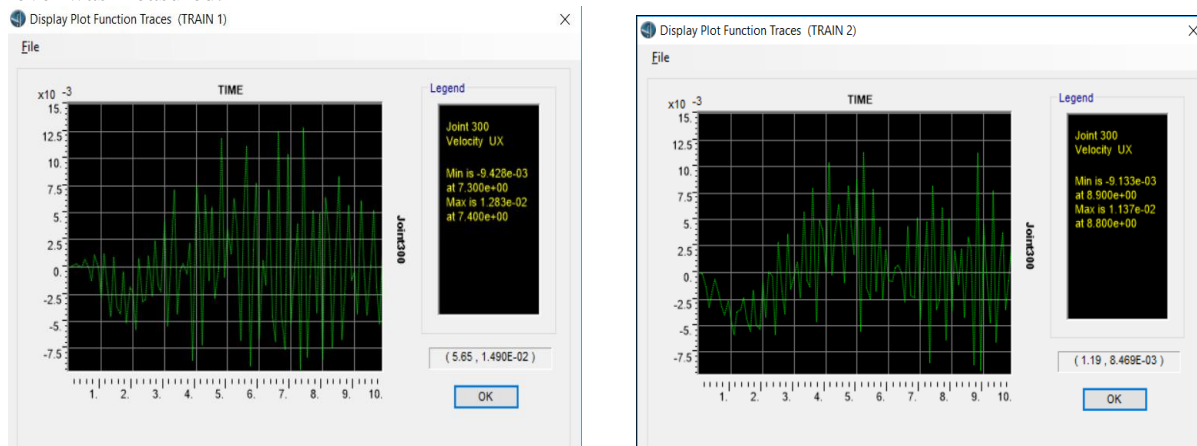 Display Plot Function Traces (TRAIN 1)
File
TIME
x10 -3
15.
12.5
10.
7.5
5.
2.5
0.
-2.5
-5.
-7.5
1. 2. 3. 4. 5. 6. 7. 8. 9. 10.
Joint300
Legend
Joint 300
Velocity UX
Min is -9.428e-03
at 7.300e+00
Max is 1.283e-02
at 7.400e+00
( 5.65 , 1.490E-02 )
OK
Display Plot Function Traces (TRAIN 2)
File
TIME
x10 -3
15.
12.5
10.
7.5
5.
2.5
0.
-2.5
-5.
-7.5
1. 2. 3. 4. 5. 6. 7. 8. 9. 10.
Joint300
Legend
Joint 300
Velocity UX
Min is -9.133e-03
at 8.900e+00
Max is 1.137e-02
at 8.800e+00
( 1.19 , 8.469E-03 )
OK